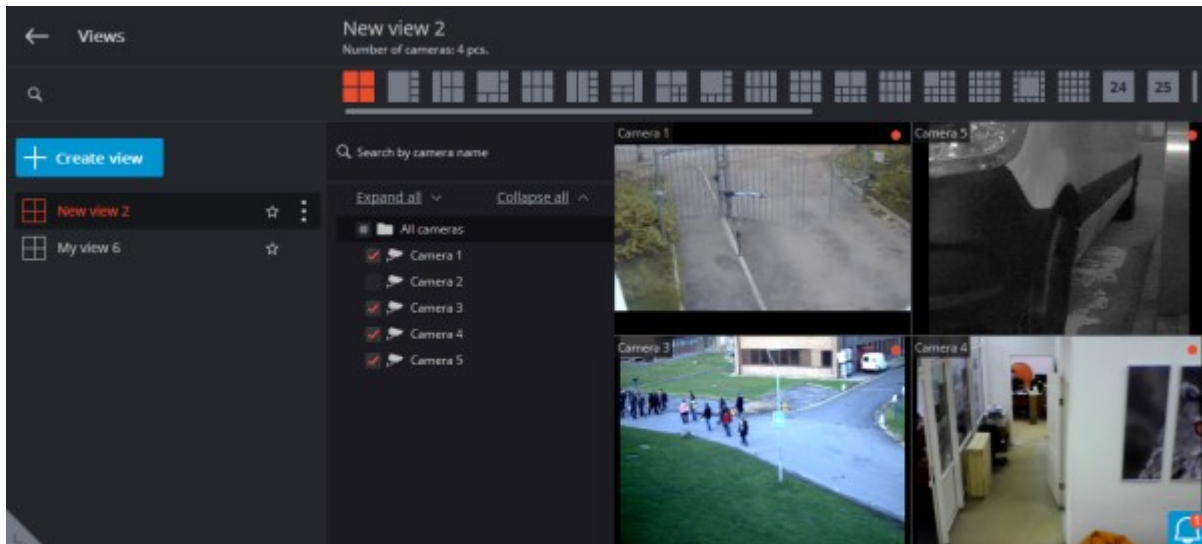 Views
New view 2
Number of cameras: 4 pcs.
24 25
Create view
New view 2
My view 6
Search by camera name
Expand all Collapse all
All cameras
Camera 1
Camera 2
Camera 3
Camera 4
Camera 5
Camera 1
Camera 5
Camera 3
Camera 4
1